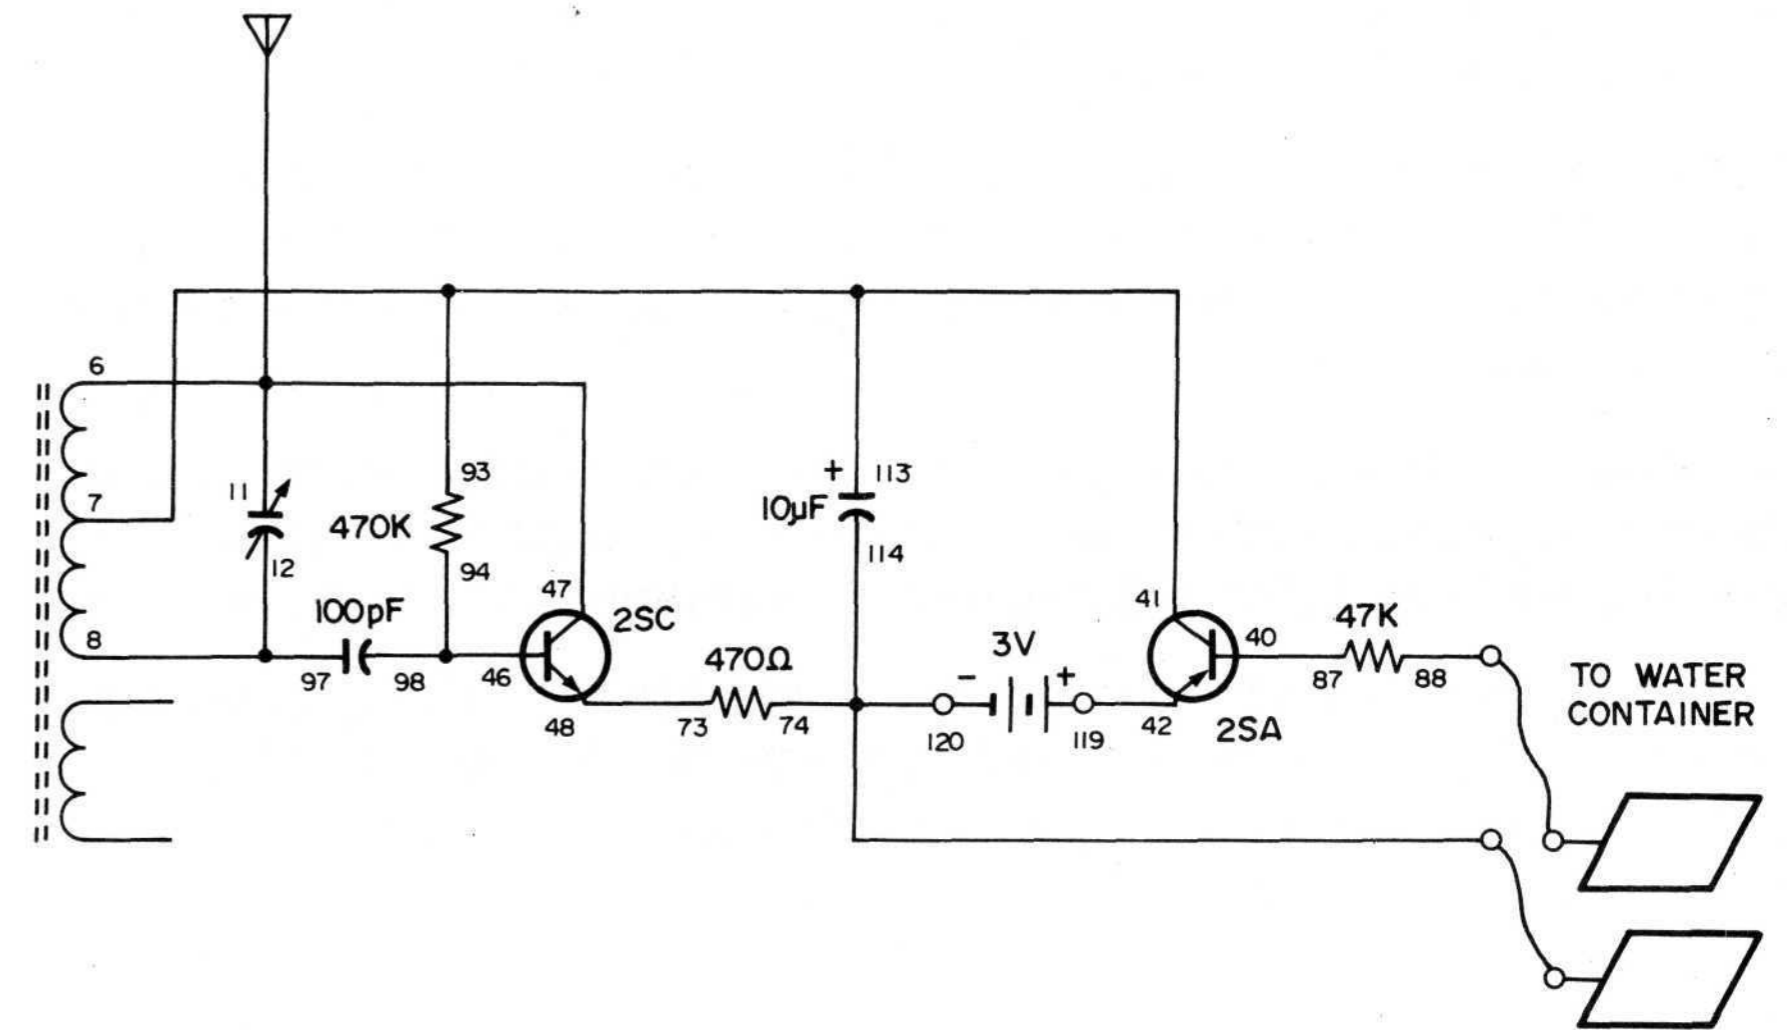 6
7
8
11
12
93
470K
94
100pF
97
98
46
47
2SC
48
470Ω
73
74
+
113
10µF
114
3V
-
+
120
119
41
40
42
2SA
47K
87
88
TO WATER
CONTAINER